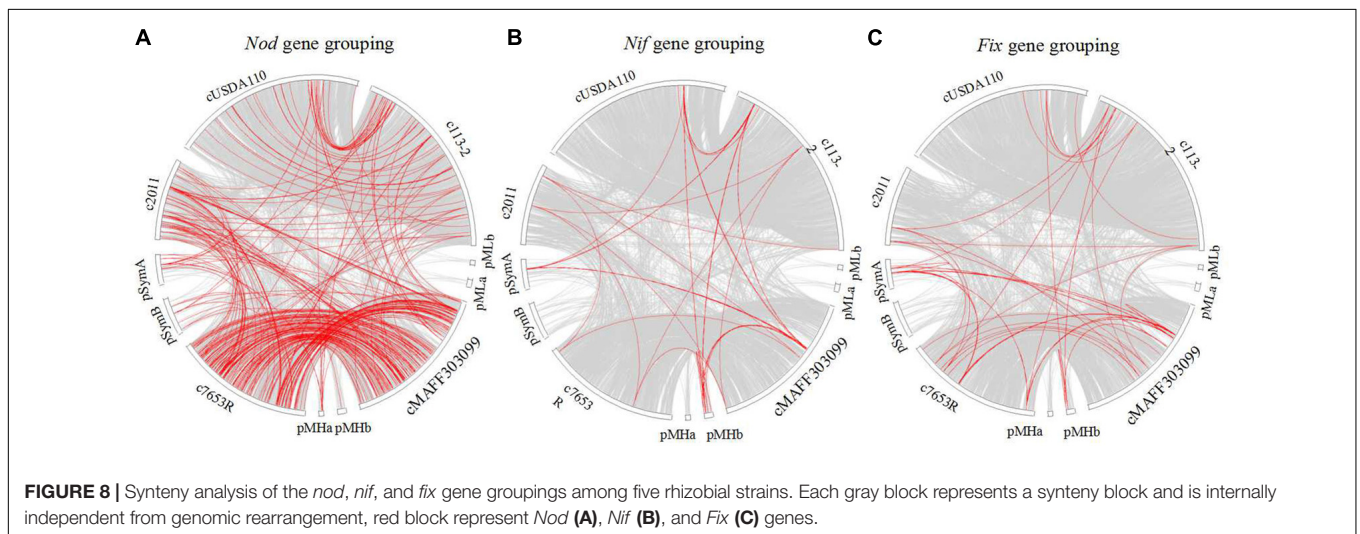 A
Nod gene grouping
cUSDA110
c113-2
c2011
pSymA
pSymB
c7653R
pMHa
pMHb
cMAFF303099
pMLa
pMLb
B
Nif gene grouping
cUSDA110
c113-
2
c2011
pSymA
pSymB
c7653
R
pMHa
pMHb
cMAFF303099
pMLa
pMLb
C
Fix gene grouping
cUSDA110
c113-
2
c2011
pSymA
pSymB
c7653R
pMHa
pMHb
cMAFF303099
pMLa
pMLb
FIGURE 8 | Synteny analysis of the nod, nif, and fix gene groupings among five rhizobial strains. Each gray block represents a synteny block and is internally
independent from genomic rearrangement, red block represent Nod (A), Nif (B), and Fix (C) genes.